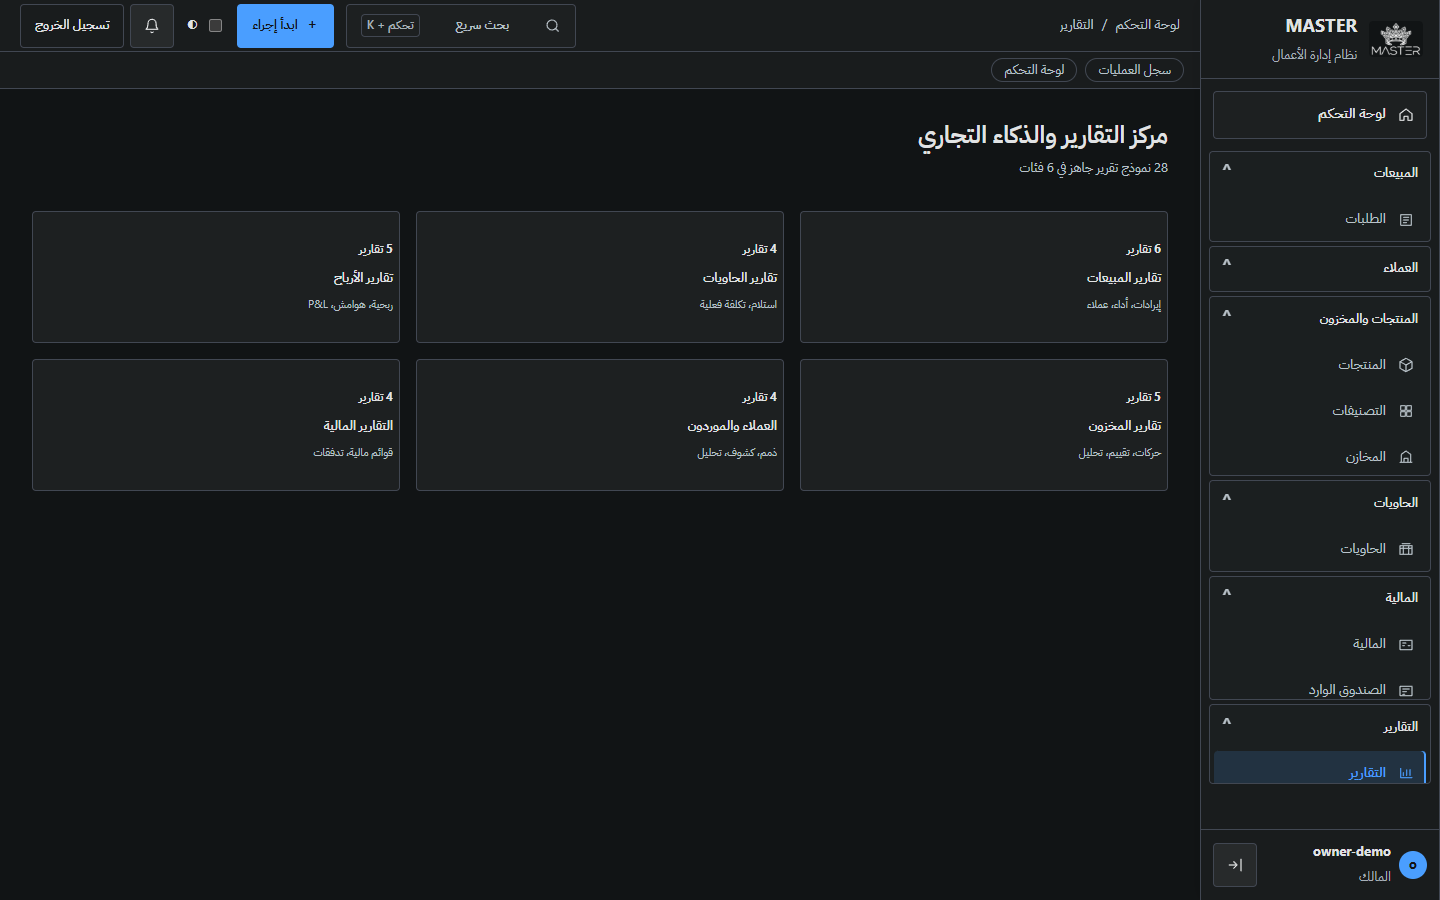 MASTER
MASTER
نظام إدارة الأعمال
لوحة التحكم
المبيعات
الطلبات
العملاء
المنتجات والمخزون
المنتجات
التصنيفات
المخازن
الحاويات
الحاويات
المالية
المالية
الصندوق الوارد
التقارير
التقارير
owner-demo
المالك
o
لوحة التحكم / التقارير
بحث سريع
تحكم + K
+ ابدأ إجراء
تسجيل الخروج
سجل العمليات
لوحة التحكم
مركز التقارير والذكاء التجاري
28 نموذج تقرير جاهز في 6 فئات
6 تقارير
تقارير المبيعات
إيرادات، أداء، عملاء
4 تقارير
تقارير الحاويات
استلام، تكلفة فعلية
5 تقارير
تقارير الأرباح
ربحية، هوامش، P&L
5 تقارير
تقارير المخزون
حركات، تقييم، تحليل
4 تقارير
العملاء والموردون
ذمم، كشوف، تحليل
4 تقارير
التقارير المالية
قوائم مالية، تدفقات